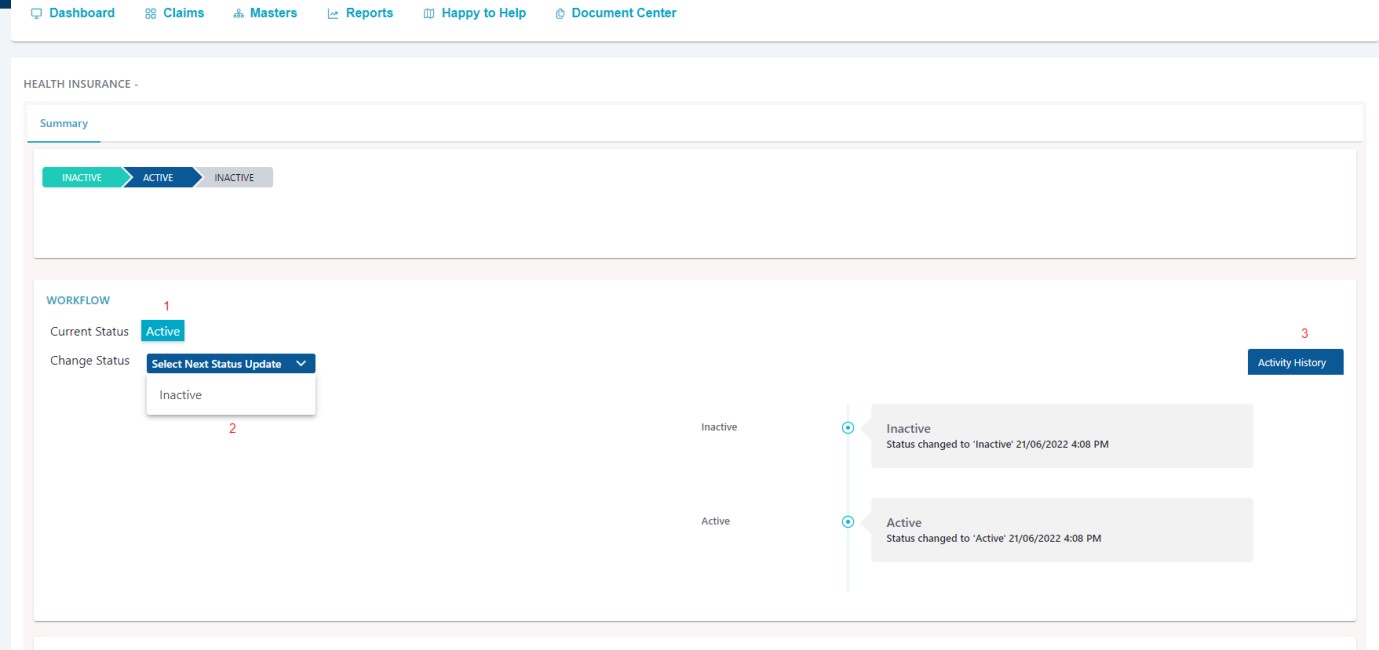 Dashboard Claims Masters Reports Happy to Help Document Center
HEALTH INSURANCE -
Summary
INACTIVE ACTIVE INACTIVE
WORKFLOW
1
Current Status Active
3
Change Status Select Next Status Update
Activity History
Inactive
2
Inactive
Inactive
Status changed to 'Inactive' 21/06/2022 4:08 PM
Active
Active
Status changed to 'Active' 21/06/2022 4:08 PM